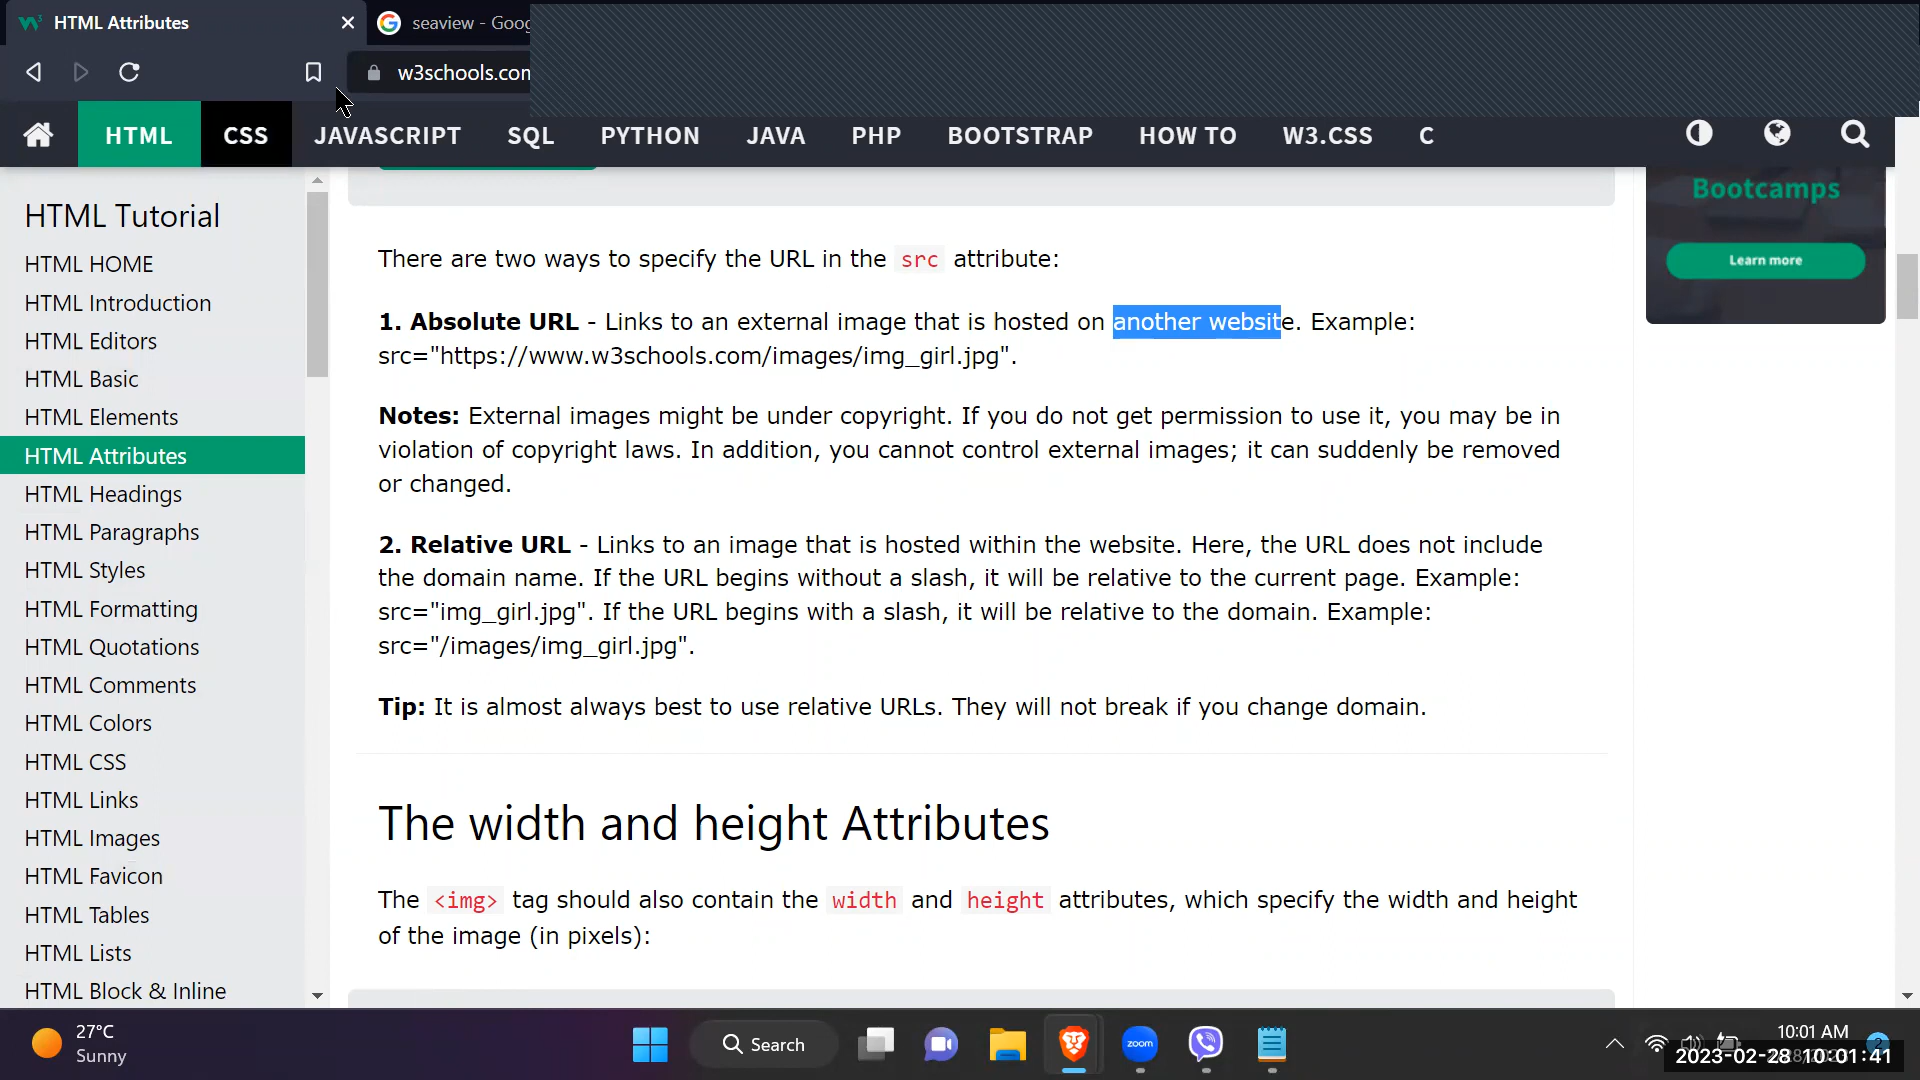 HTML Attributes
seaview - Goog
w3schools.com
HTML CSS JAVASCRIPT SQL PYTHON JAVA PHP BOOTSTRAP HOW TO W3.CSS C
Bootcamps
Learn more
HTML Tutorial
HTML HOME
HTML Introduction
HTML Editors
HTML Basic
HTML Elements
HTML Attributes
HTML Headings
HTML Paragraphs
HTML Styles
HTML Formatting
HTML Quotations
HTML Comments
HTML Colors
HTML CSS
HTML Links
HTML Images
HTML Favicon
HTML Tables
HTML Lists
HTML Block & Inline
There are two ways to specify the URL in the src attribute:
1. Absolute URL - Links to an external image that is hosted on another website. Example:
src="https://www.w3schools.com/images/img_girl.jpg".
Notes: External images might be under copyright. If you do not get permission to use it, you may be in
violation of copyright laws. In addition, you cannot control external images; it can suddenly be removed
or changed.
2. Relative URL - Links to an image that is hosted within the website. Here, the URL does not include
the domain name. If the URL begins without a slash, it will be relative to the current page. Example:
src="img_girl.jpg". If the URL begins with a slash, it will be relative to the domain. Example:
src="/images/img_girl.jpg".
Tip: It is almost always best to use relative URLs. They will not break if you change domain.
The width and height Attributes
The <img> tag should also contain the width and height attributes, which specify the width and height
of the image (in pixels):
27°C
Sunny
Search
zoom
10:01 AM
2
2023-02-28 10:01:41